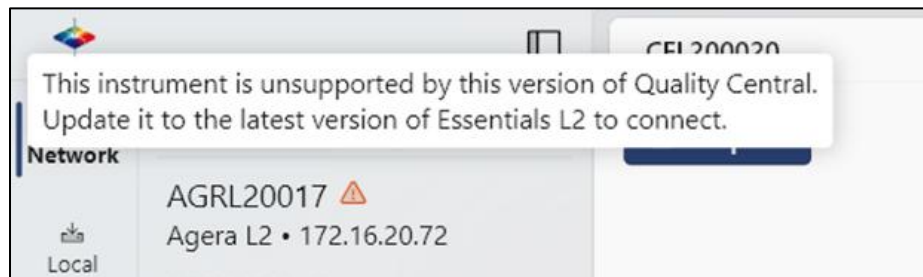 This instrument is unsupported by this version of Quality Central.
Update it to the latest version of Essentials L2 to connect.
Network
AGRL20017
Agera L2 • 172.16.20.72
Local